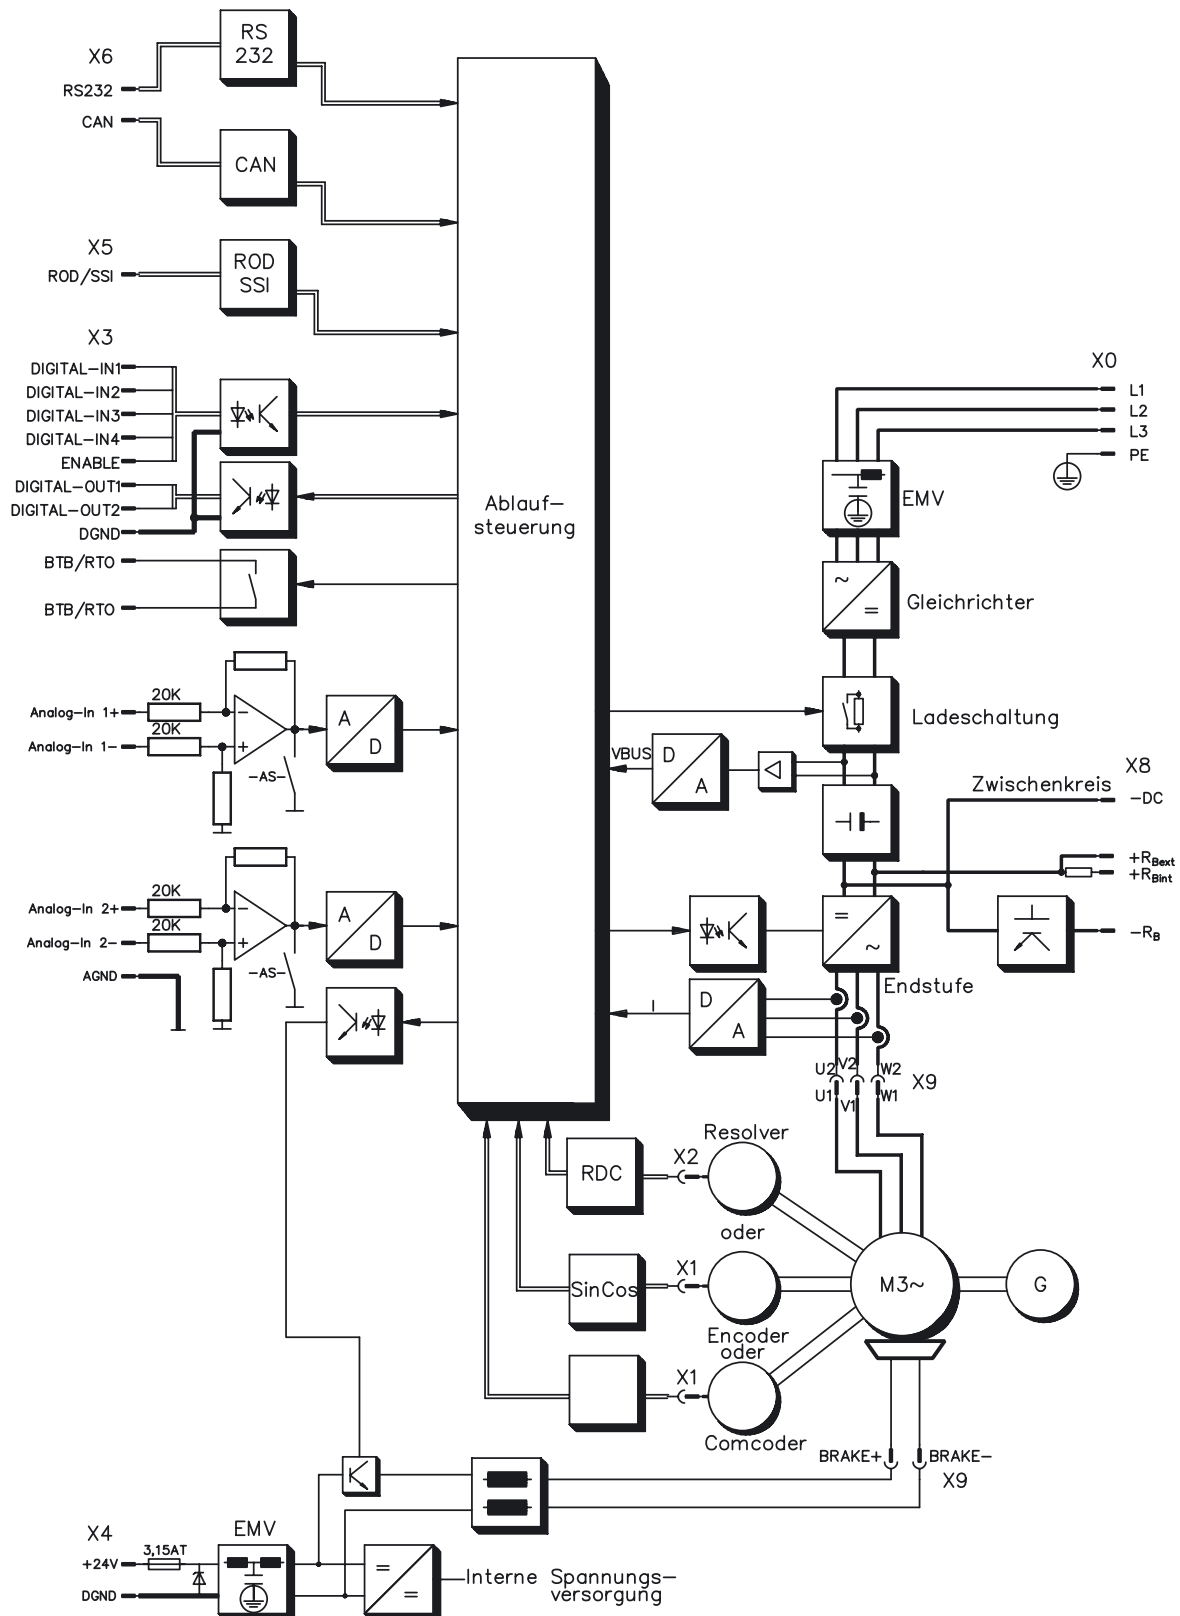 X6
RS232
CAN
RS
232
CAN
X5
ROD/SSI
ROD
SSI
X3
DIGITAL-IN1
DIGITAL-IN2
DIGITAL-IN3
DIGITAL-IN4
ENABLE
DIGITAL-OUT1
DIGITAL-OUT2
DGND
BTB/RTO
BTB/RTO
Analog-In 1+
20K
Analog-In 1-
20K
-
+
-AS-
A
D
Analog-In 2+
20K
Analog-In 2-
20K
-
+
-AS-
A
D
AGND
Ablauf-
steuerung
X0
L1
L2
L3
PE
EMV
~
=
Gleichrichter
Ladeschaltung
VBUS
D
A
Zwischenkreis
X8
-DC
+RBext
+RBint
-RB
=
~
Endstufe
I
D
A
U2
V2
W2
X9
U1
V1
W1
RDC
X2
Resolver
oder
SinCos
X1
Encoder
oder
X1
Comcoder
M3~
G
BRAKE+
BRAKE-
X9
X4
+24V
3,15AT
DGND
EMV
=
=
Interne Spannungs-
versorgung